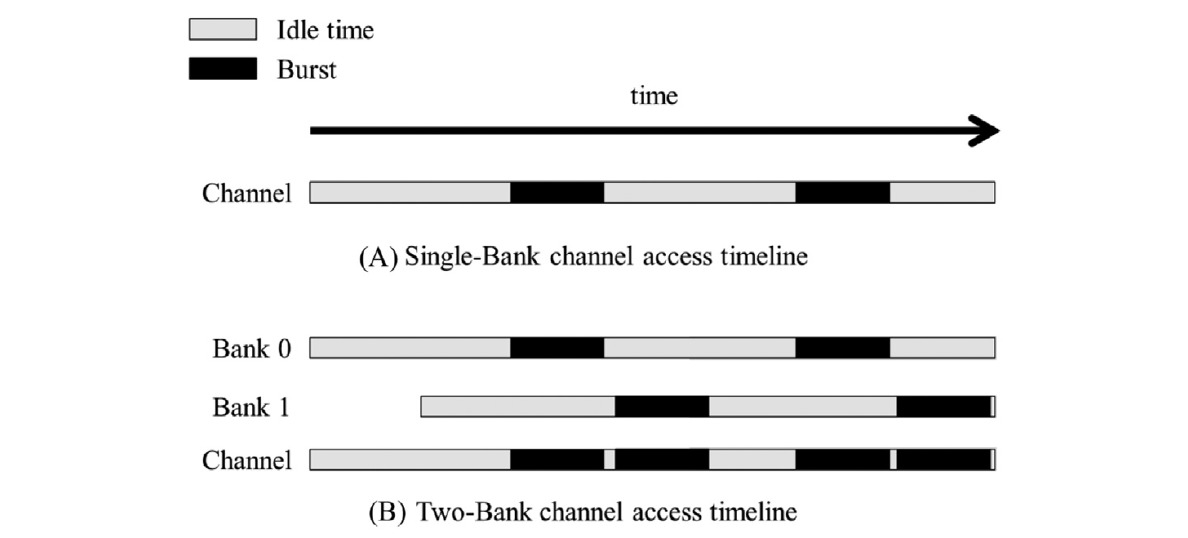 Idle time
Burst
time
Channel
(A) Single-Bank channel access timeline
Bank 0
Bank 1
Channel
(B) Two-Bank channel access timeline